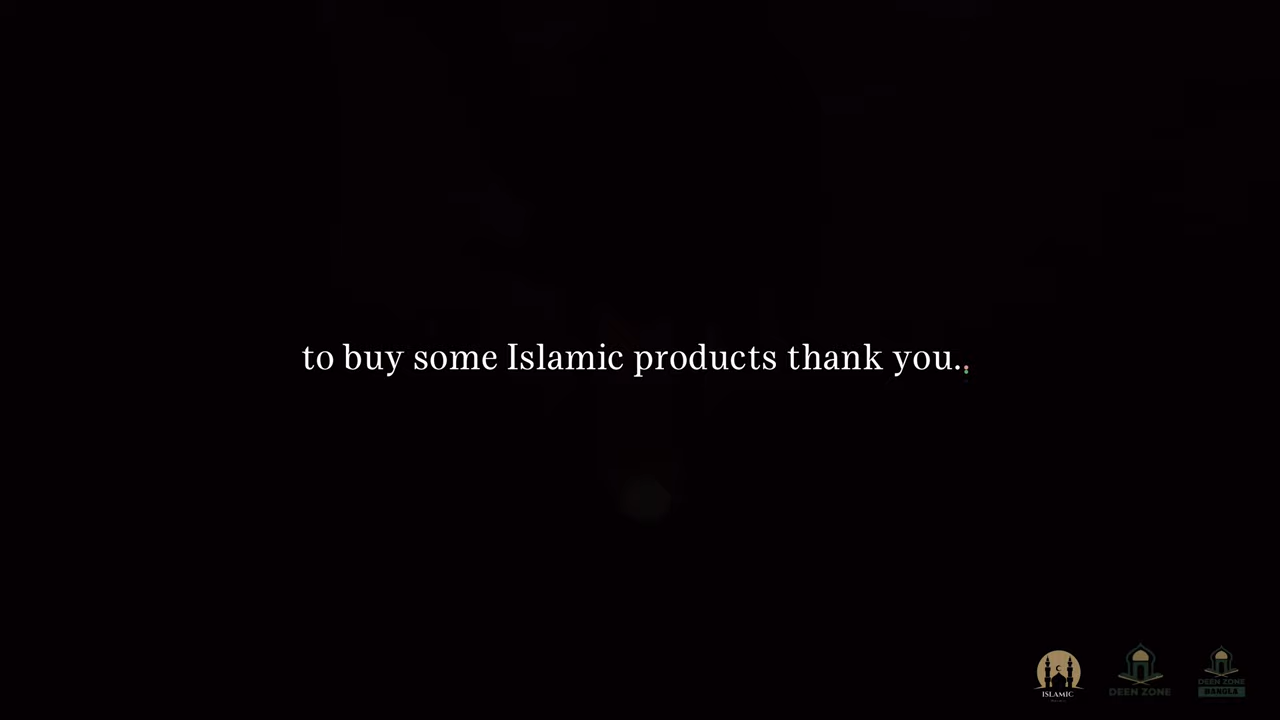 to buy some Islamic products thank you..
ISLAMIC
DEEN ZONE
DEEN ZONE
BANGLA